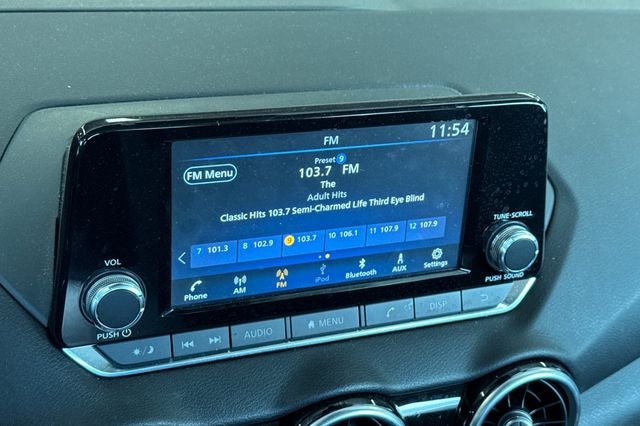 FM
11:54
Preset 9
FM Menu
103.7 FM
The
Adult Hits
Classic Hits 103.7 Semi-Charmed Life Third Eye Blind
7 101.3 8 102.9 9 103.7 10 106.1 11 107.9 12 107.9
Phone AM FM iPod Bluetooth AUX Settings
VOL
PUSH
TUNE·SCROLL
PUSH SOUND
AUDIO MENU DISP